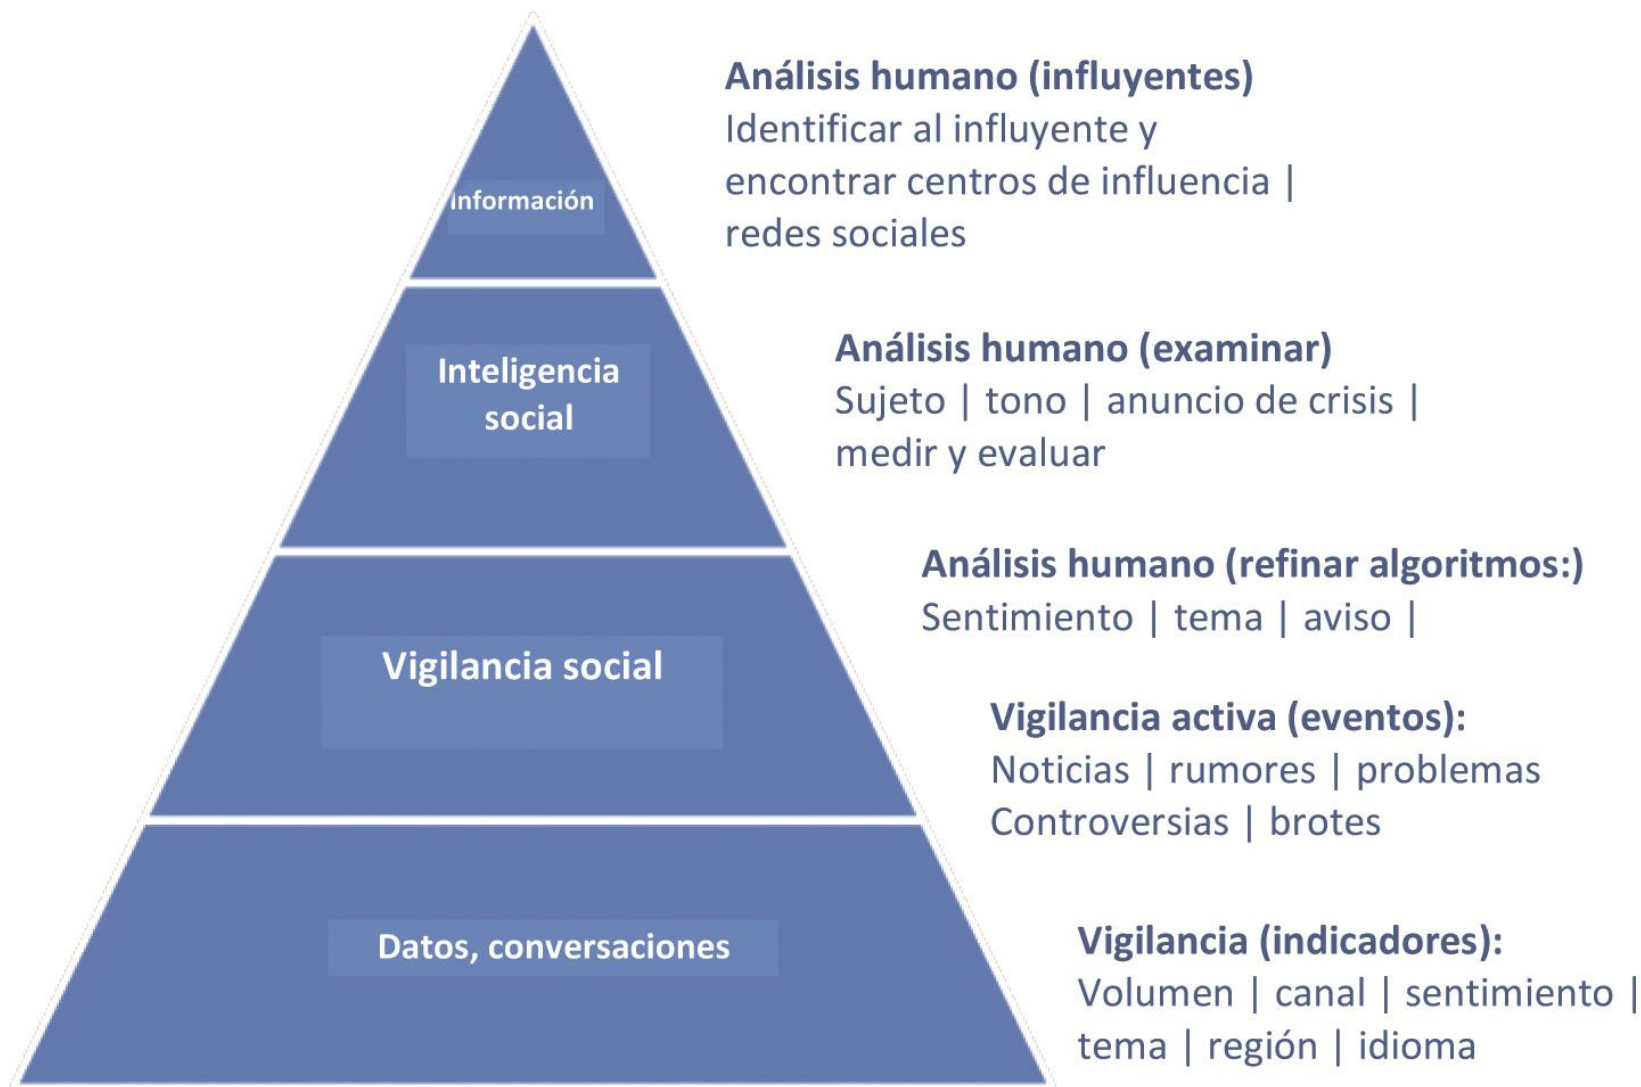 Análisis humano (influyentes)
Identificar al influyente y
encontrar centros de influencia |
redes sociales
Información
Análisis humano (examinar)
Sujeto | tono | anuncio de crisis |
medir y evaluar
Inteligencia
social
Análisis humano (refinar algoritmos:)
Sentimiento | tema | aviso |
Vigilancia social
Vigilancia activa (eventos):
Noticias | rumores | problemas
Controversias | brotes
Datos, conversaciones
Vigilancia (indicadores):
Volumen | canal | sentimiento |
tema | región | idioma